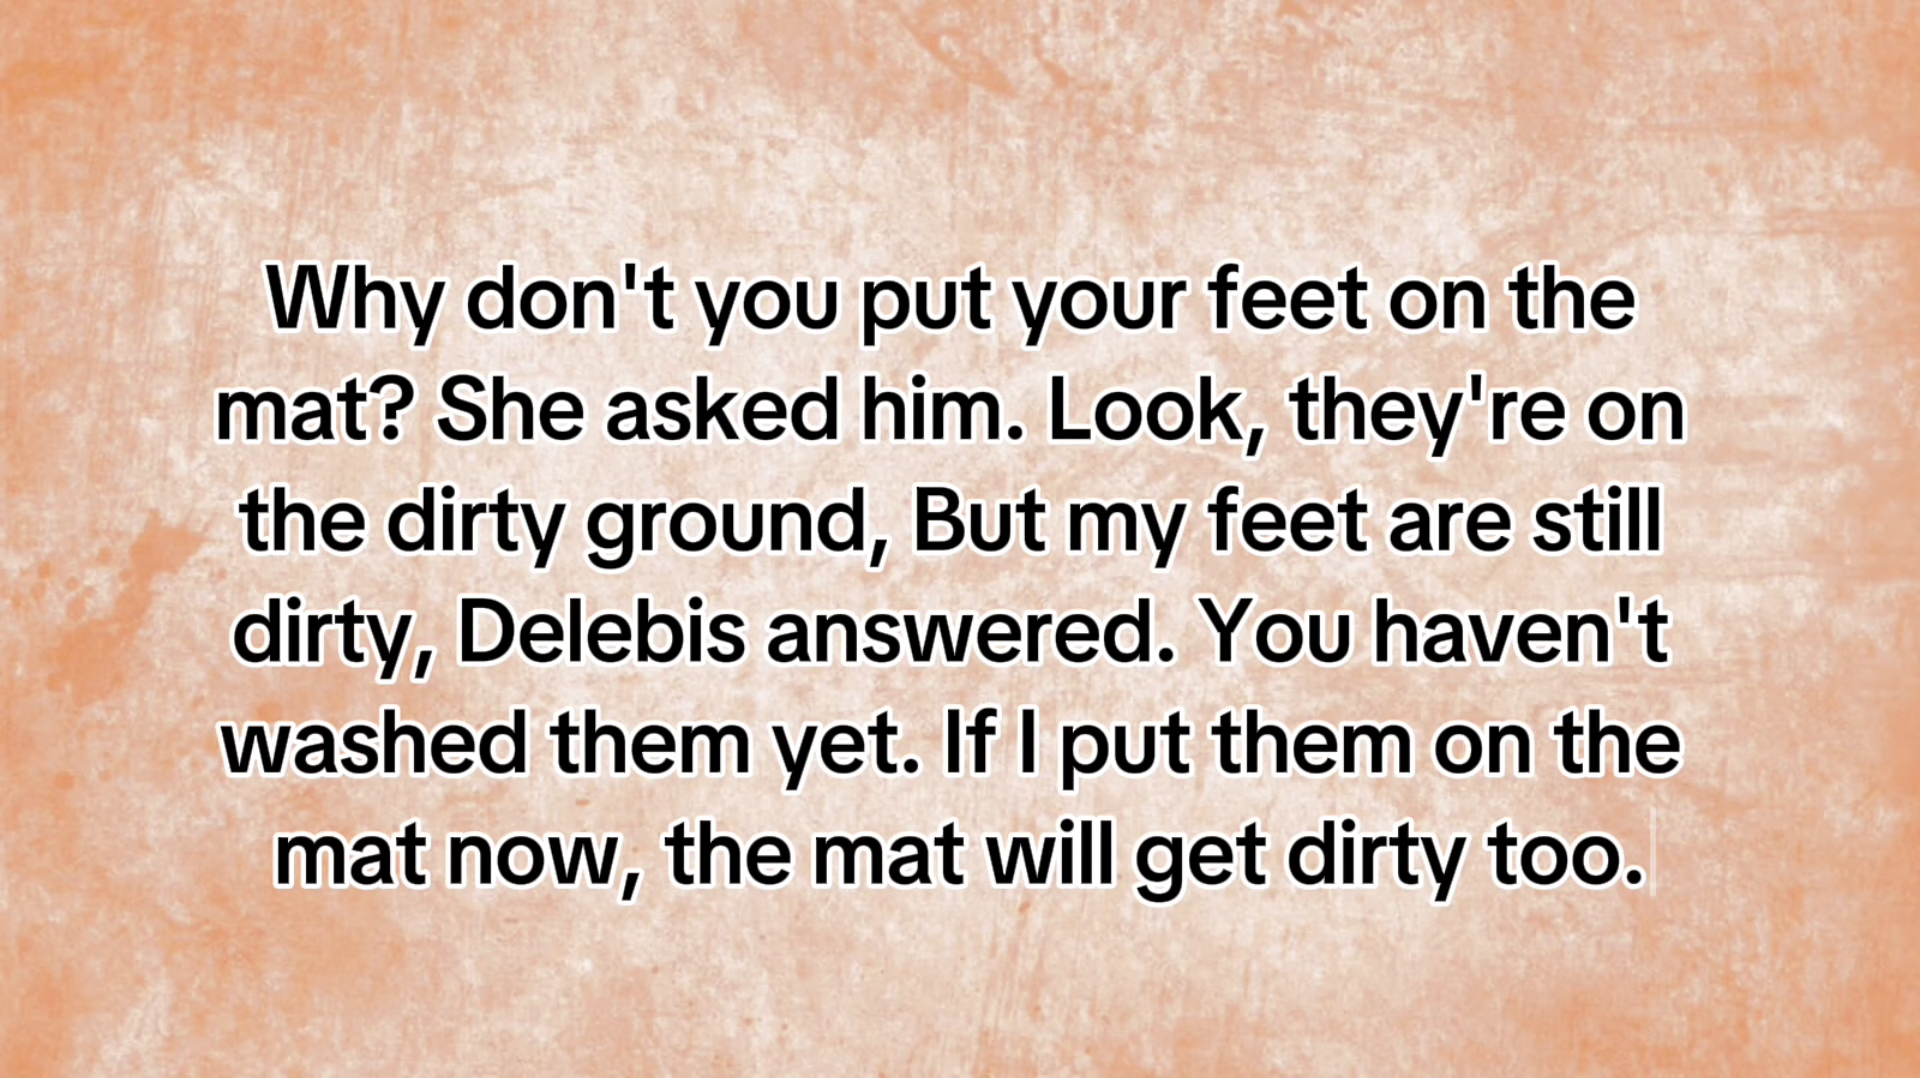 Why don't you put your feet on the
mat? She asked him. Look, they're on
the dirty ground, But my feet are still
dirty, Delebis answered. You haven't
washed them yet. If I put them on the
mat now, the mat will get dirty too.